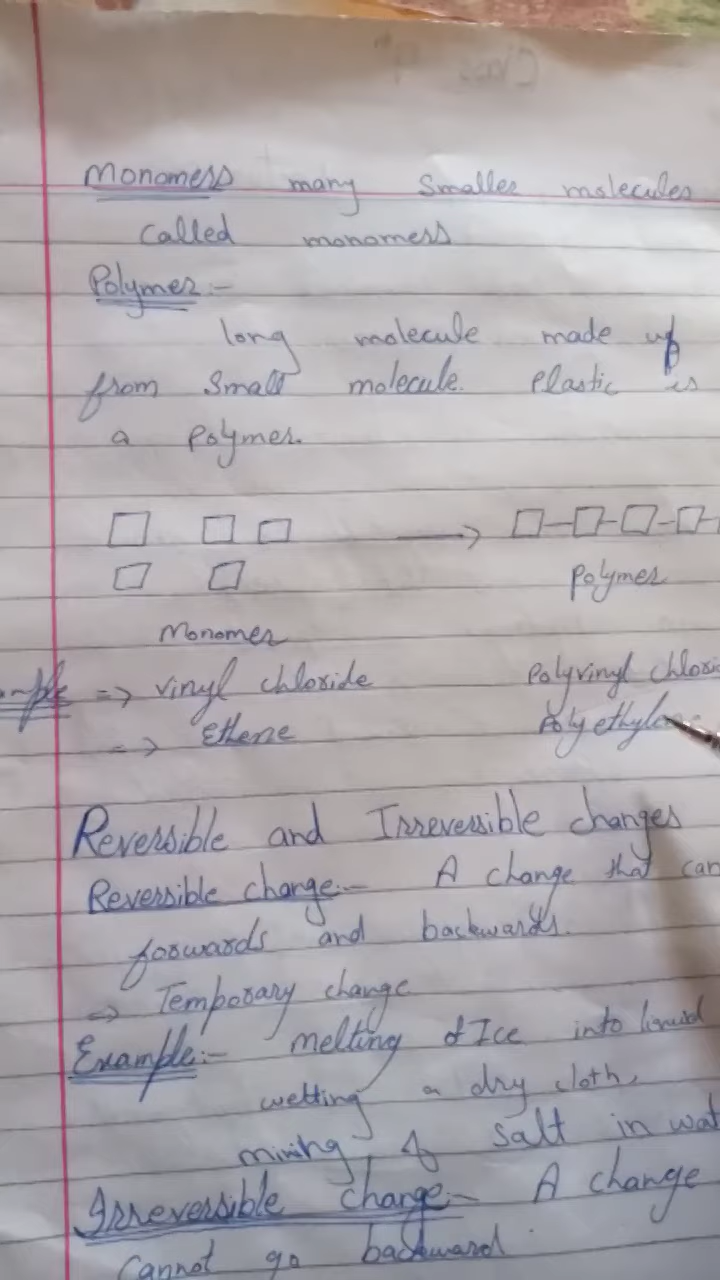 Monomers many smaller molecules
called monomers
Polymer:-
long molecule made up
from small molecule. Plastic is
a polymer.
Polymer
Monomer
=> Vinyl chloride Polyvinyl
=> Ethene
Reversible and Irreversible changes
Reversible change:- A change that can
forwards and backwards.
=> Temporary change
Example:- melting of Ice into liquid
wetting a dry cloth,
mixing of salt in
Irreversible change:- A change
Cannot go backward.